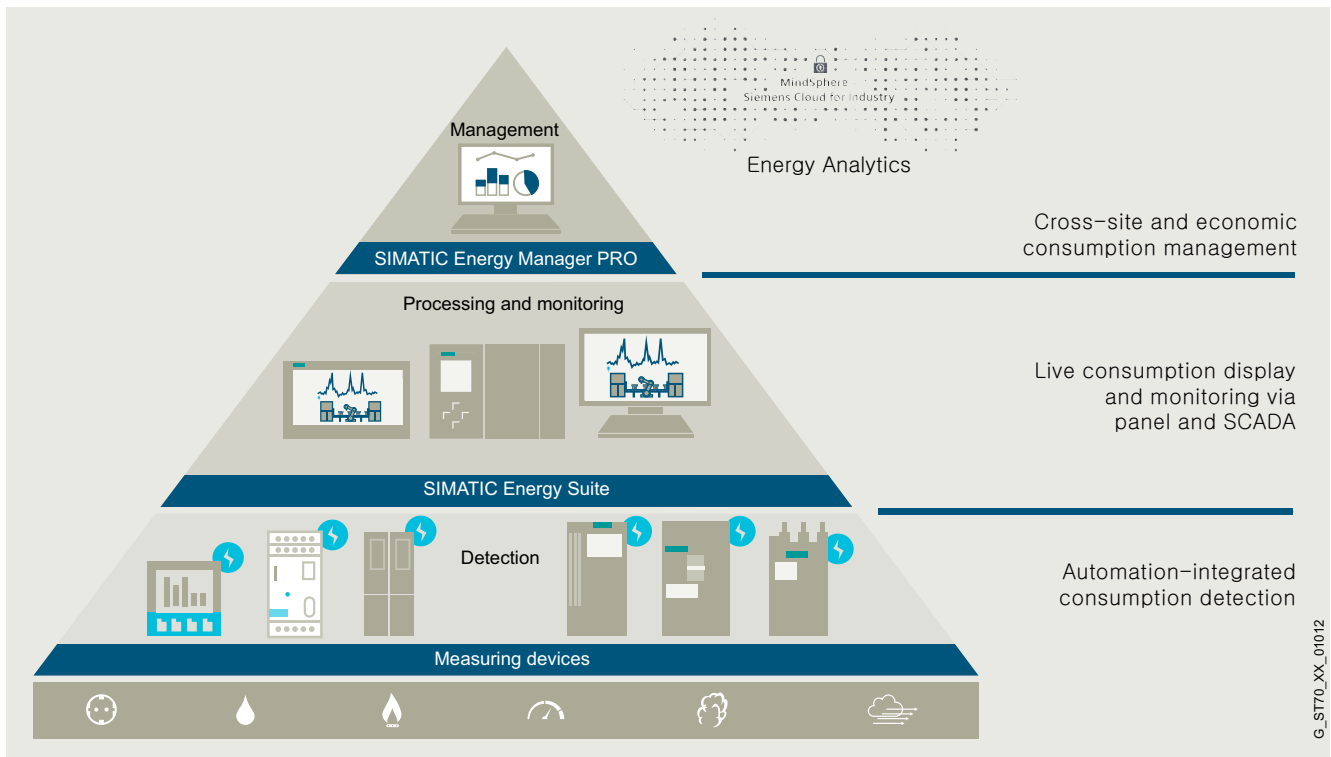 MindSphere
Siemens Cloud for Industry
Energy Analytics
Management
SIMATIC Energy Manager PRO
Cross-site and economic
consumption management
Processing and monitoring
Live consumption display
and monitoring via
panel and SCADA
SIMATIC Energy Suite
Detection
Automation-integrated
consumption detection
Measuring devices
G_ST70_XX_01012